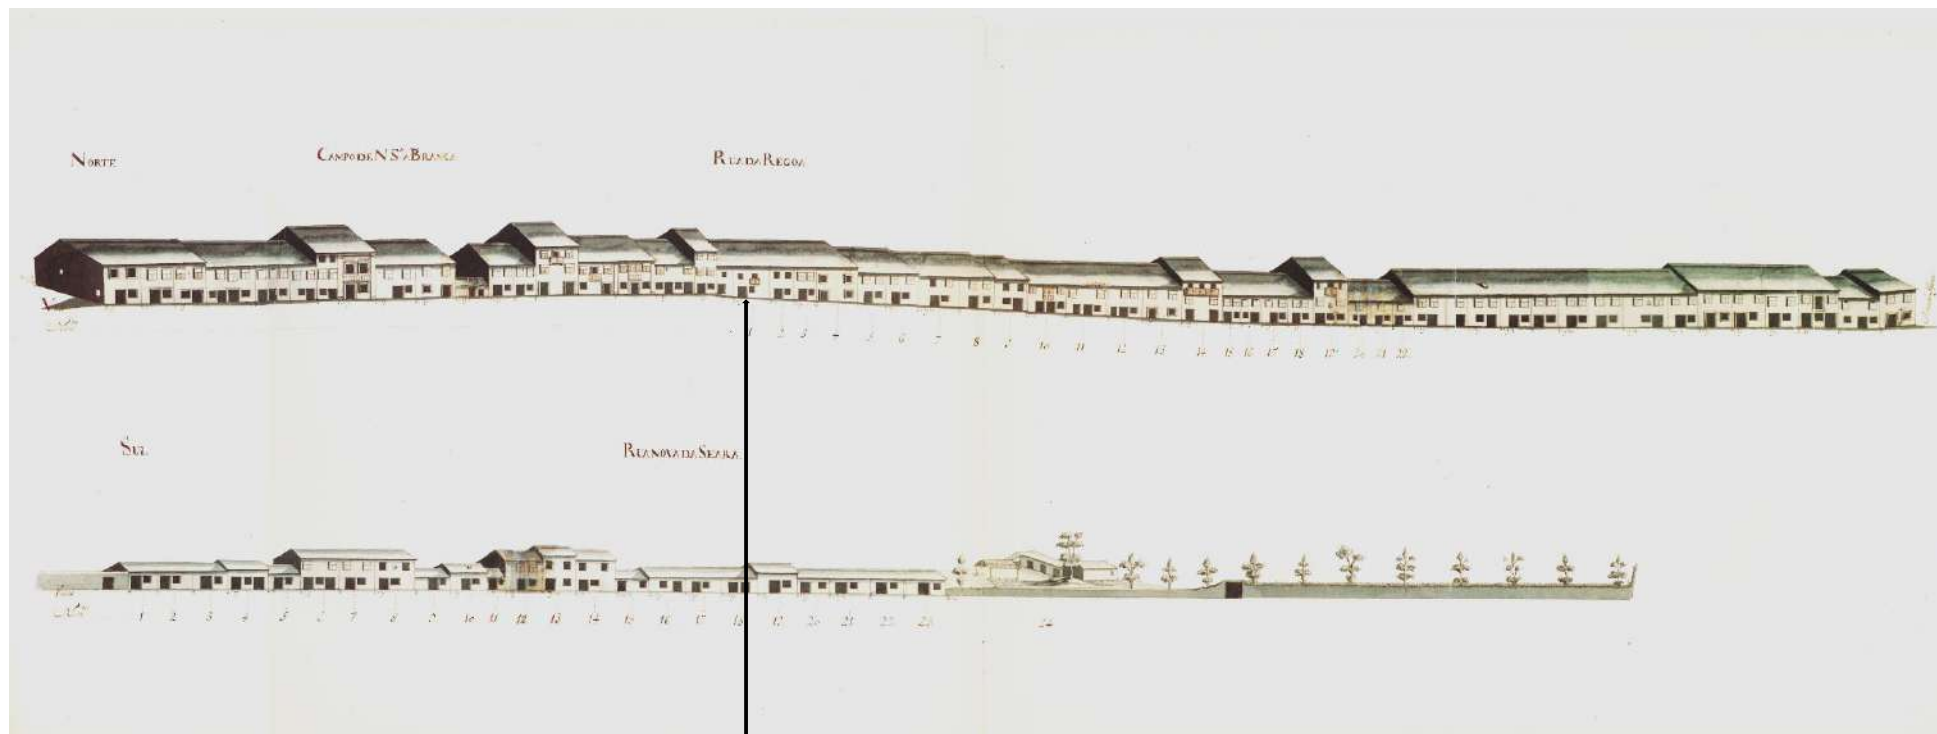 NORTE
CAMPO DE N S.ra BRANCA
RUA DA REGOA
1 2 3 4 5 6 7 8 9 10 11 12 13 14 15 16 17 18 19 20 21 22
SUL
RUA NOVA DA SEARA
1 2 3 4 5 6 7 8 9 10 11 12 13 14 15 16 17 18 19 20 21 22 23 24